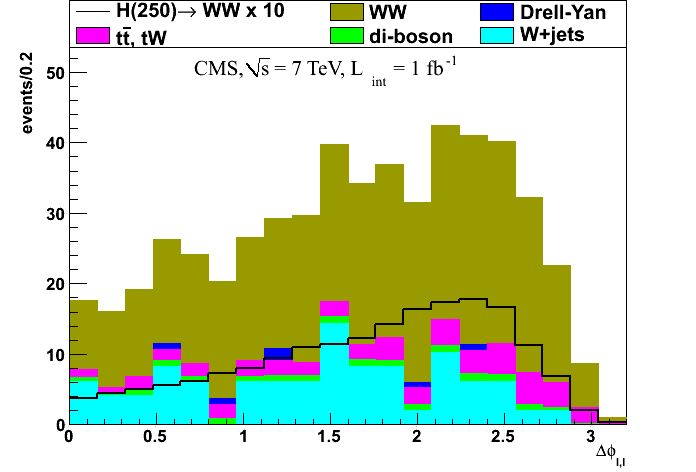 H(250)→ WW x 10 WW Drell-Yan
tt̄, tW di-boson W+jets
CMS, √s = 7 TeV, L int = 1 fb⁻¹
events/0.2
50
40
30
20
10
0
0 0.5 1 1.5 2 2.5 3
Δϕ l,l